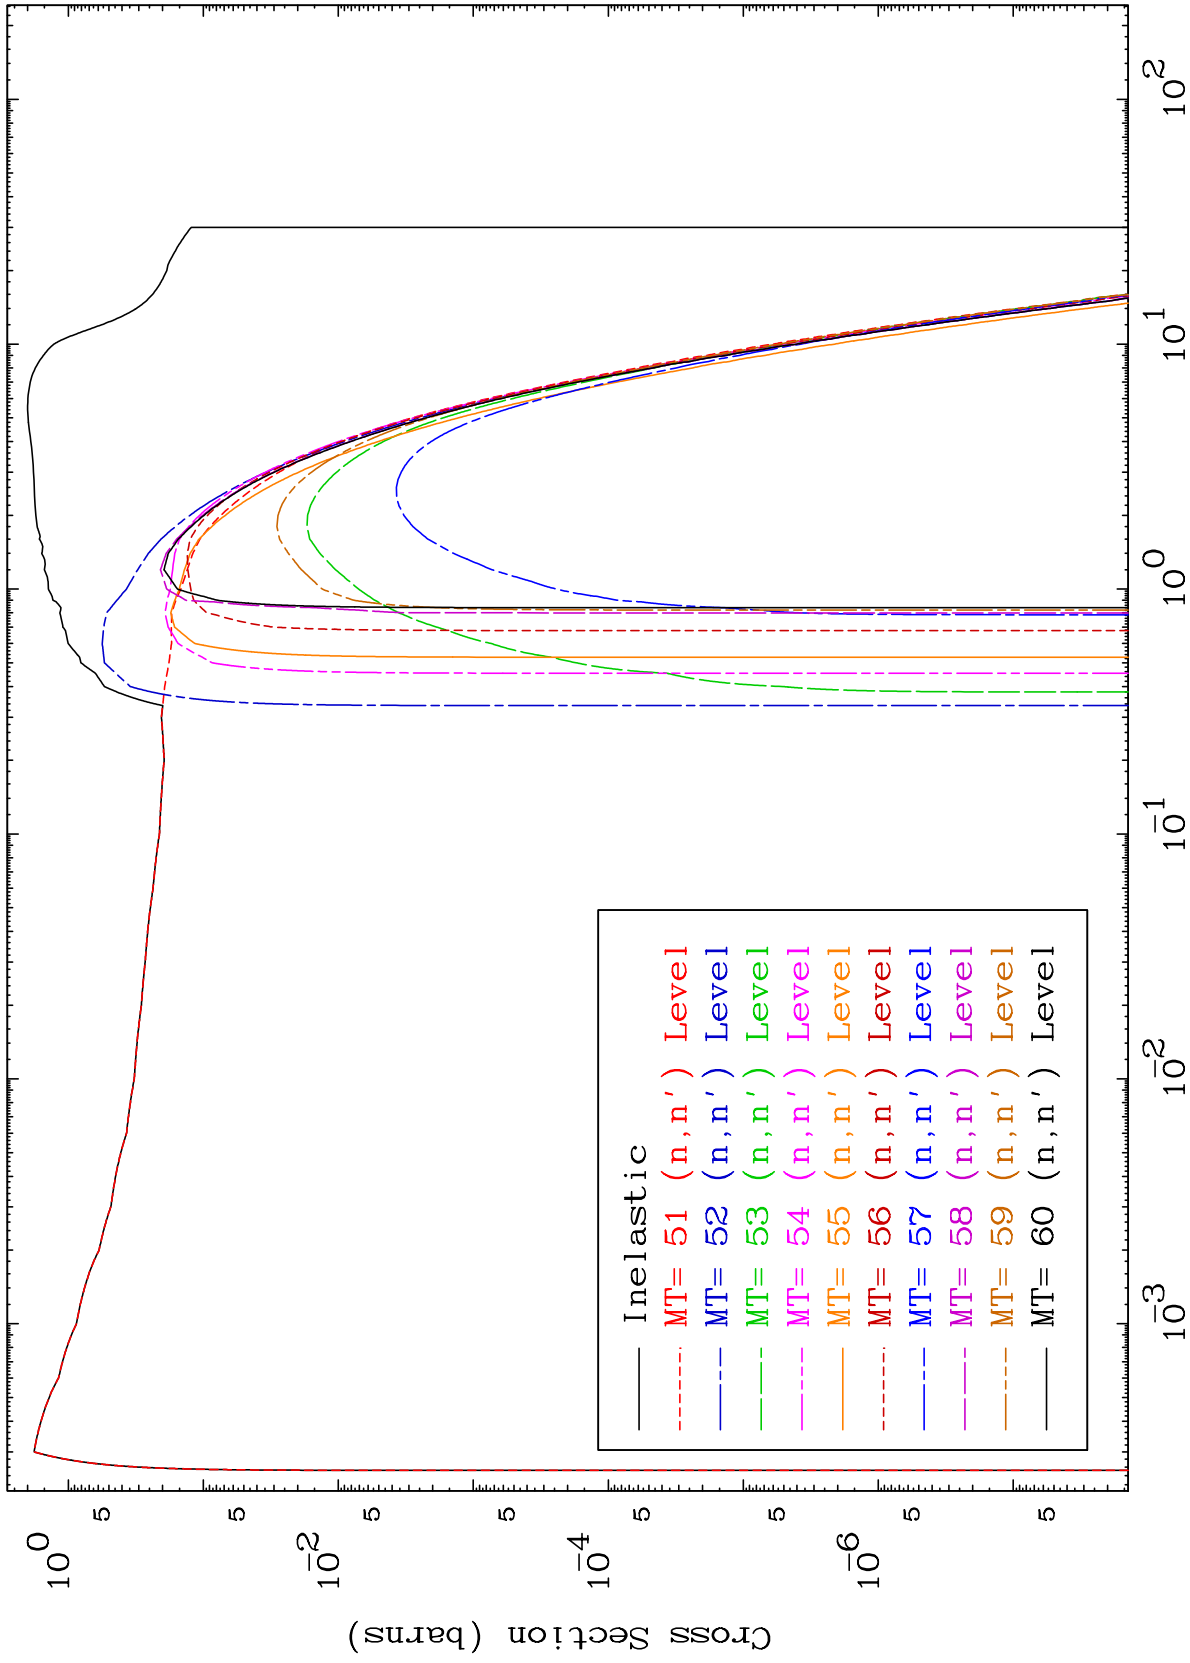 Cross Section (barns)
10^0
5
5
10^-2
5
5
10^-4
5
5
10^-6
5
5
Inelastic
MT= 51 (n,n') Level
MT= 52 (n,n') Level
MT= 53 (n,n') Level
MT= 54 (n,n') Level
MT= 55 (n,n') Level
MT= 56 (n,n') Level
MT= 57 (n,n') Level
MT= 58 (n,n') Level
MT= 59 (n,n') Level
MT= 60 (n,n') Level
10^-3
10^-2
10^-1
10^0
10^1
10^2